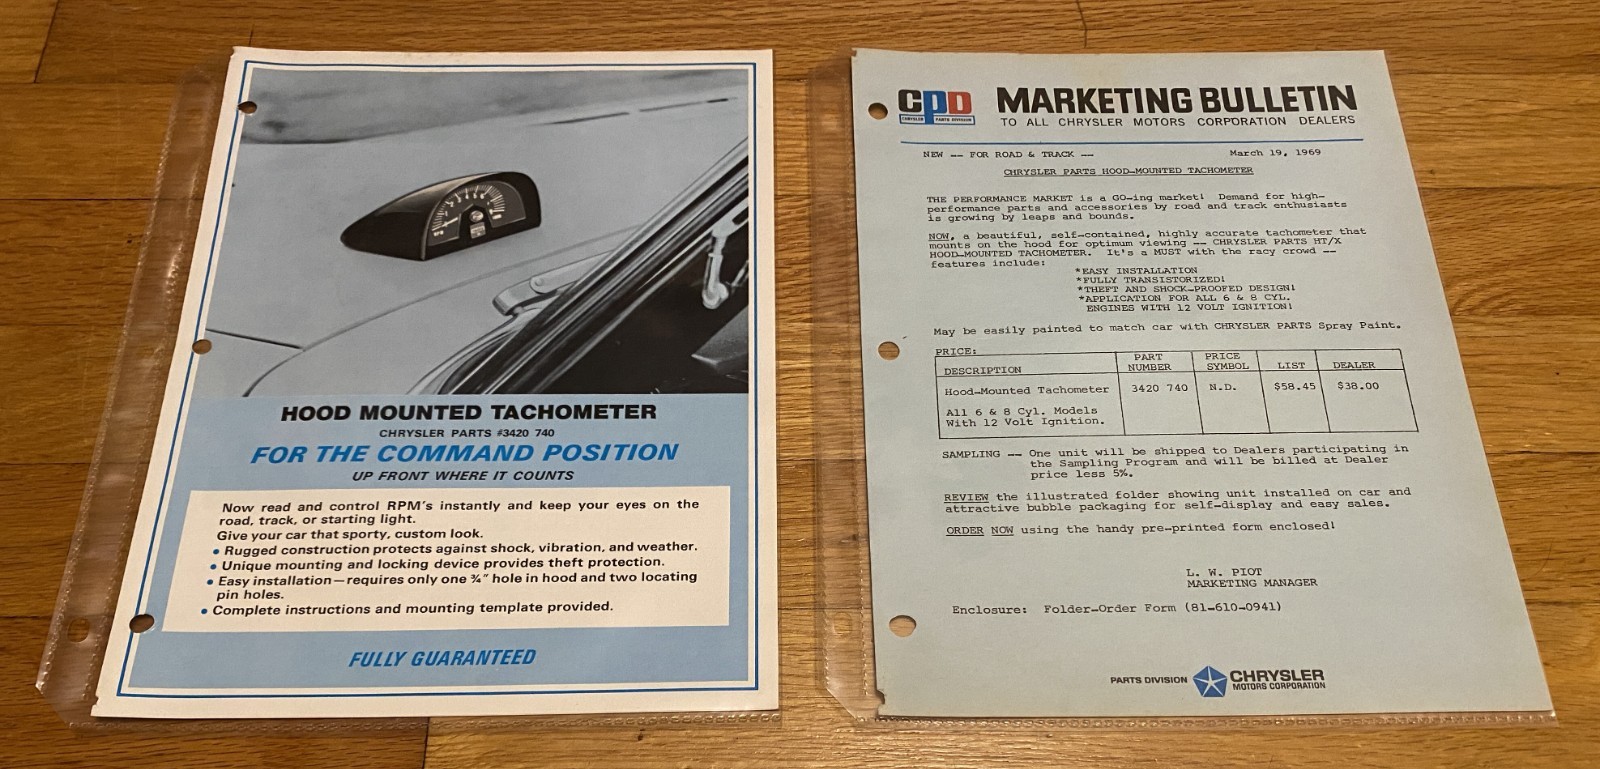 HOOD MOUNTED TACHOMETER
CHRYSLER PARTS #3420 740
FOR THE COMMAND POSITION
UP FRONT WHERE IT COUNTS
Now read and control RPM's instantly and keep your eyes on the
road, track, or starting light.
Give your car that sporty, custom look.
• Rugged construction protects against shock, vibration, and weather.
• Unique mounting and locking device provides theft protection.
• Easy installation—requires only one ¾" hole in hood and two locating
pin holes.
• Complete instructions and mounting template provided.
FULLY GUARANTEED
CPD MARKETING BULLETIN
CHRYSLER PARTS DIVISION
TO ALL CHRYSLER MOTORS CORPORATION DEALERS
NEW -- FOR ROAD & TRACK -- March 19, 1969
CHRYSLER PARTS HOOD-MOUNTED TACHOMETER
THE PERFORMANCE MARKET is a GO-ing market! Demand for high-
performance parts and accessories by road and track enthusiasts
is growing by leaps and bounds.
NOW, a beautiful, self-contained, highly accurate tachometer that
mounts on the hood for optimum viewing -- CHRYSLER PARTS HT/X
HOOD-MOUNTED TACHOMETER. It's a MUST with the racy crowd --
features include:
*EASY INSTALLATION
*FULLY TRANSISTORIZED!
*THEFT AND SHOCK-PROOFED DESIGN!
*APPLICATION FOR ALL 6 & 8 CYL.
ENGINES WITH 12 VOLT IGNITION!
May be easily painted to match car with CHRYSLER PARTS Spray Paint.
PRICE:
DESCRIPTION PART NUMBER PRICE SYMBOL LIST DEALER
Hood-Mounted Tachometer 3420 740 N.D. $58.45 $38.00
All 6 & 8 Cyl. Models
With 12 Volt Ignition.
SAMPLING -- One unit will be shipped to Dealers participating in
the Sampling Program and will be billed at Dealer
price less 5%.
REVIEW the illustrated folder showing unit installed on car and
attractive bubble packaging for self-display and easy sales.
ORDER NOW using the handy pre-printed form enclosed!
L. W. PIOT
MARKETING MANAGER
Enclosure: Folder-Order Form (81-610-0941)
PARTS DIVISION CHRYSLER
MOTORS CORPORATION